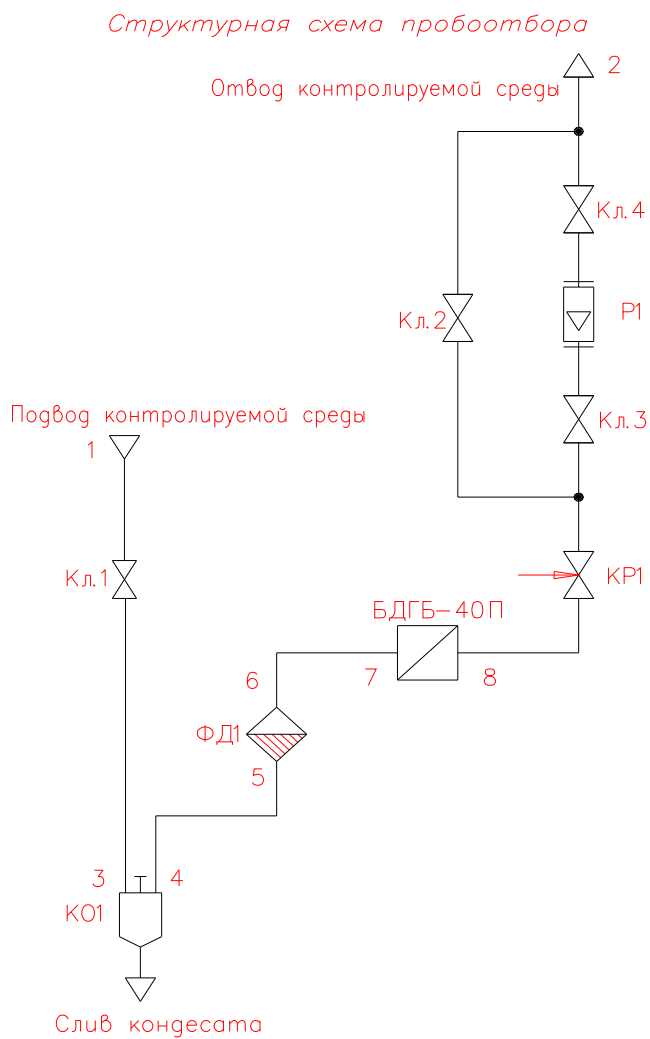 Структурная схема пробоотбора
2
Отвод контролируемой среды
Кл.4
Кл.2
Р1
Подвод контролируемой среды
Кл.3
1
Кл.1
КР1
БДГБ-40П
6
7
8
ФД1
5
3
4
КО1
Слив кондесата